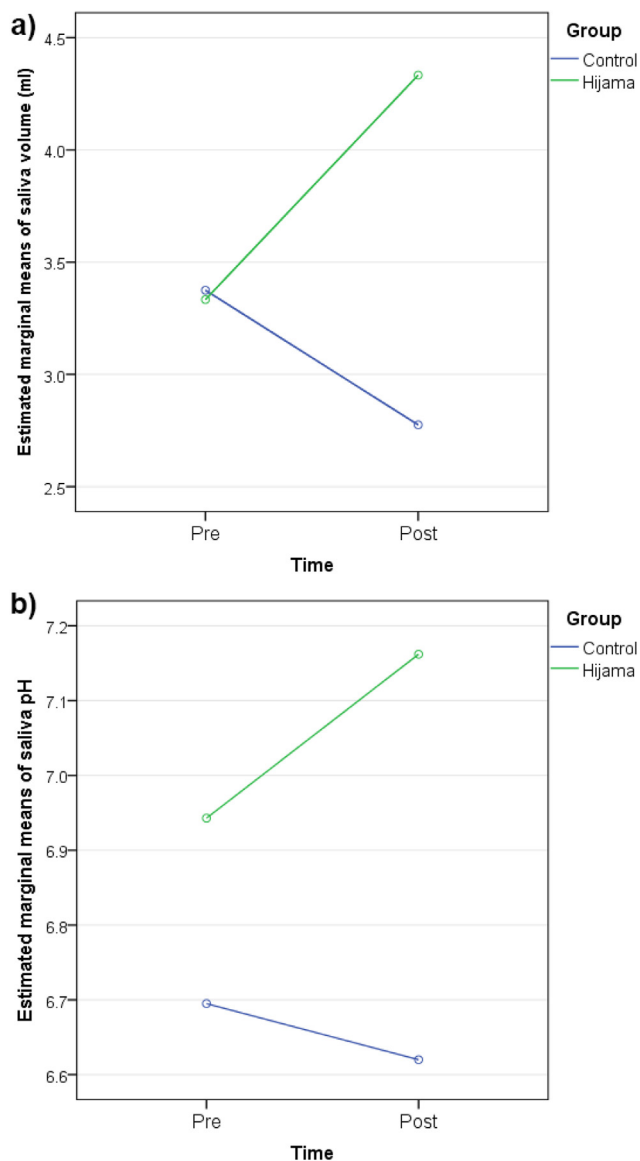 a)
Estimated marginal means of saliva volume (ml)
4.5
4.0
3.5
3.0
2.5
Pre
Post
Time
Group
Control
Hijama
b)
Estimated marginal means of saliva pH
7.2
7.1
7.0
6.9
6.8
6.7
6.6
Pre
Post
Time
Group
Control
Hijama